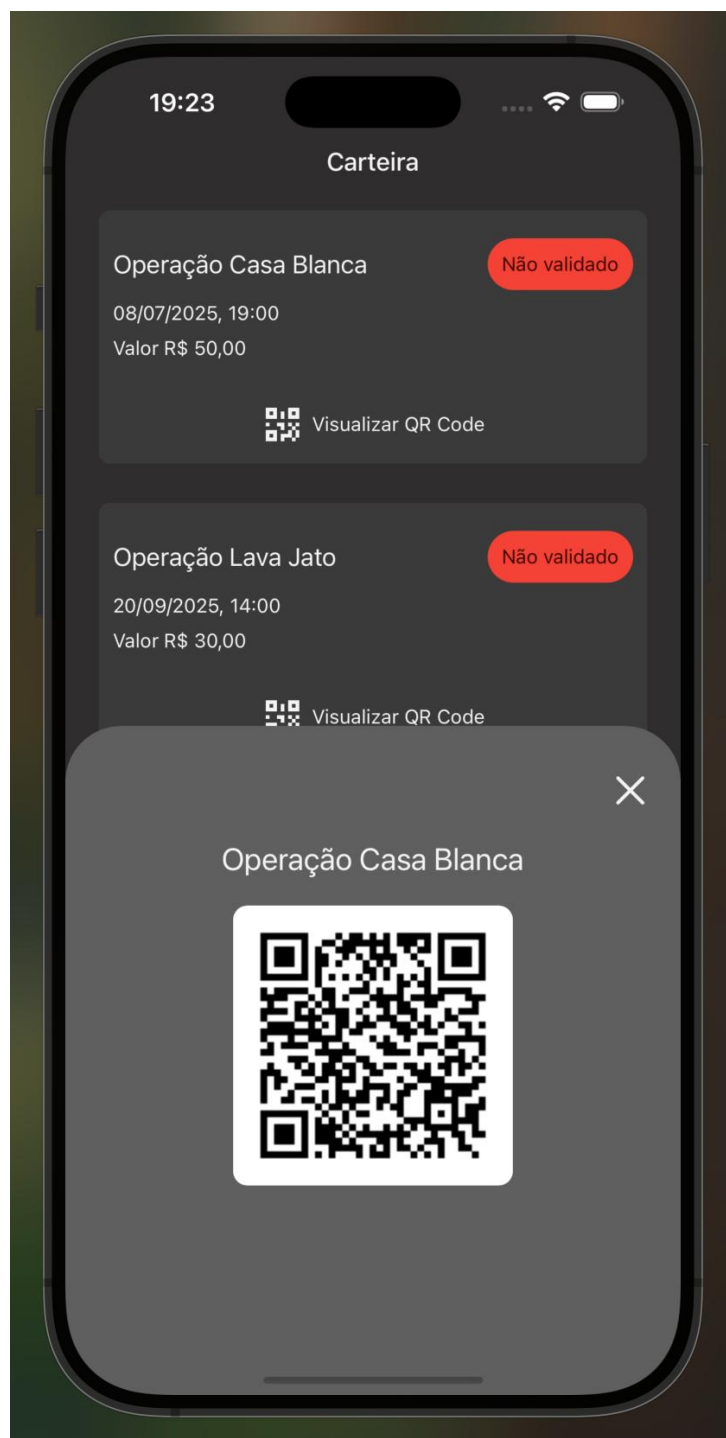 19:23
Carteira
Operação Casa Blanca
Não validado
08/07/2025, 19:00
Valor R$ 50,00
Visualizar QR Code
Operação Lava Jato
Não validado
20/09/2025, 14:00
Valor R$ 30,00
Visualizar QR Code
Operação Casa Blanca